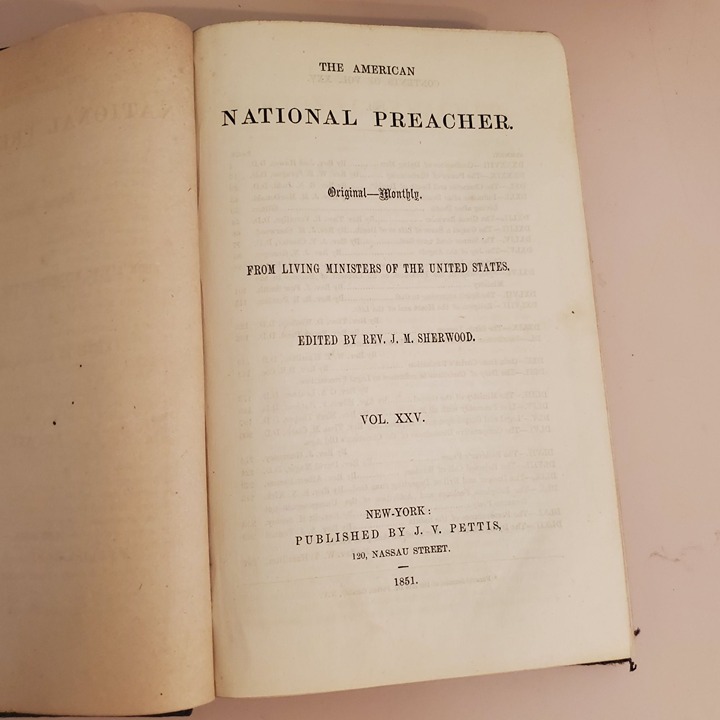 THE AMERICAN
NATIONAL PREACHER.
Original—Monthly.
FROM LIVING MINISTERS OF THE UNITED STATES.
EDITED BY REV. J. M. SHERWOOD.
VOL. XXV.
NEW-YORK:
PUBLISHED BY J. V. PETTIS,
120, NASSAU STREET.
1851.